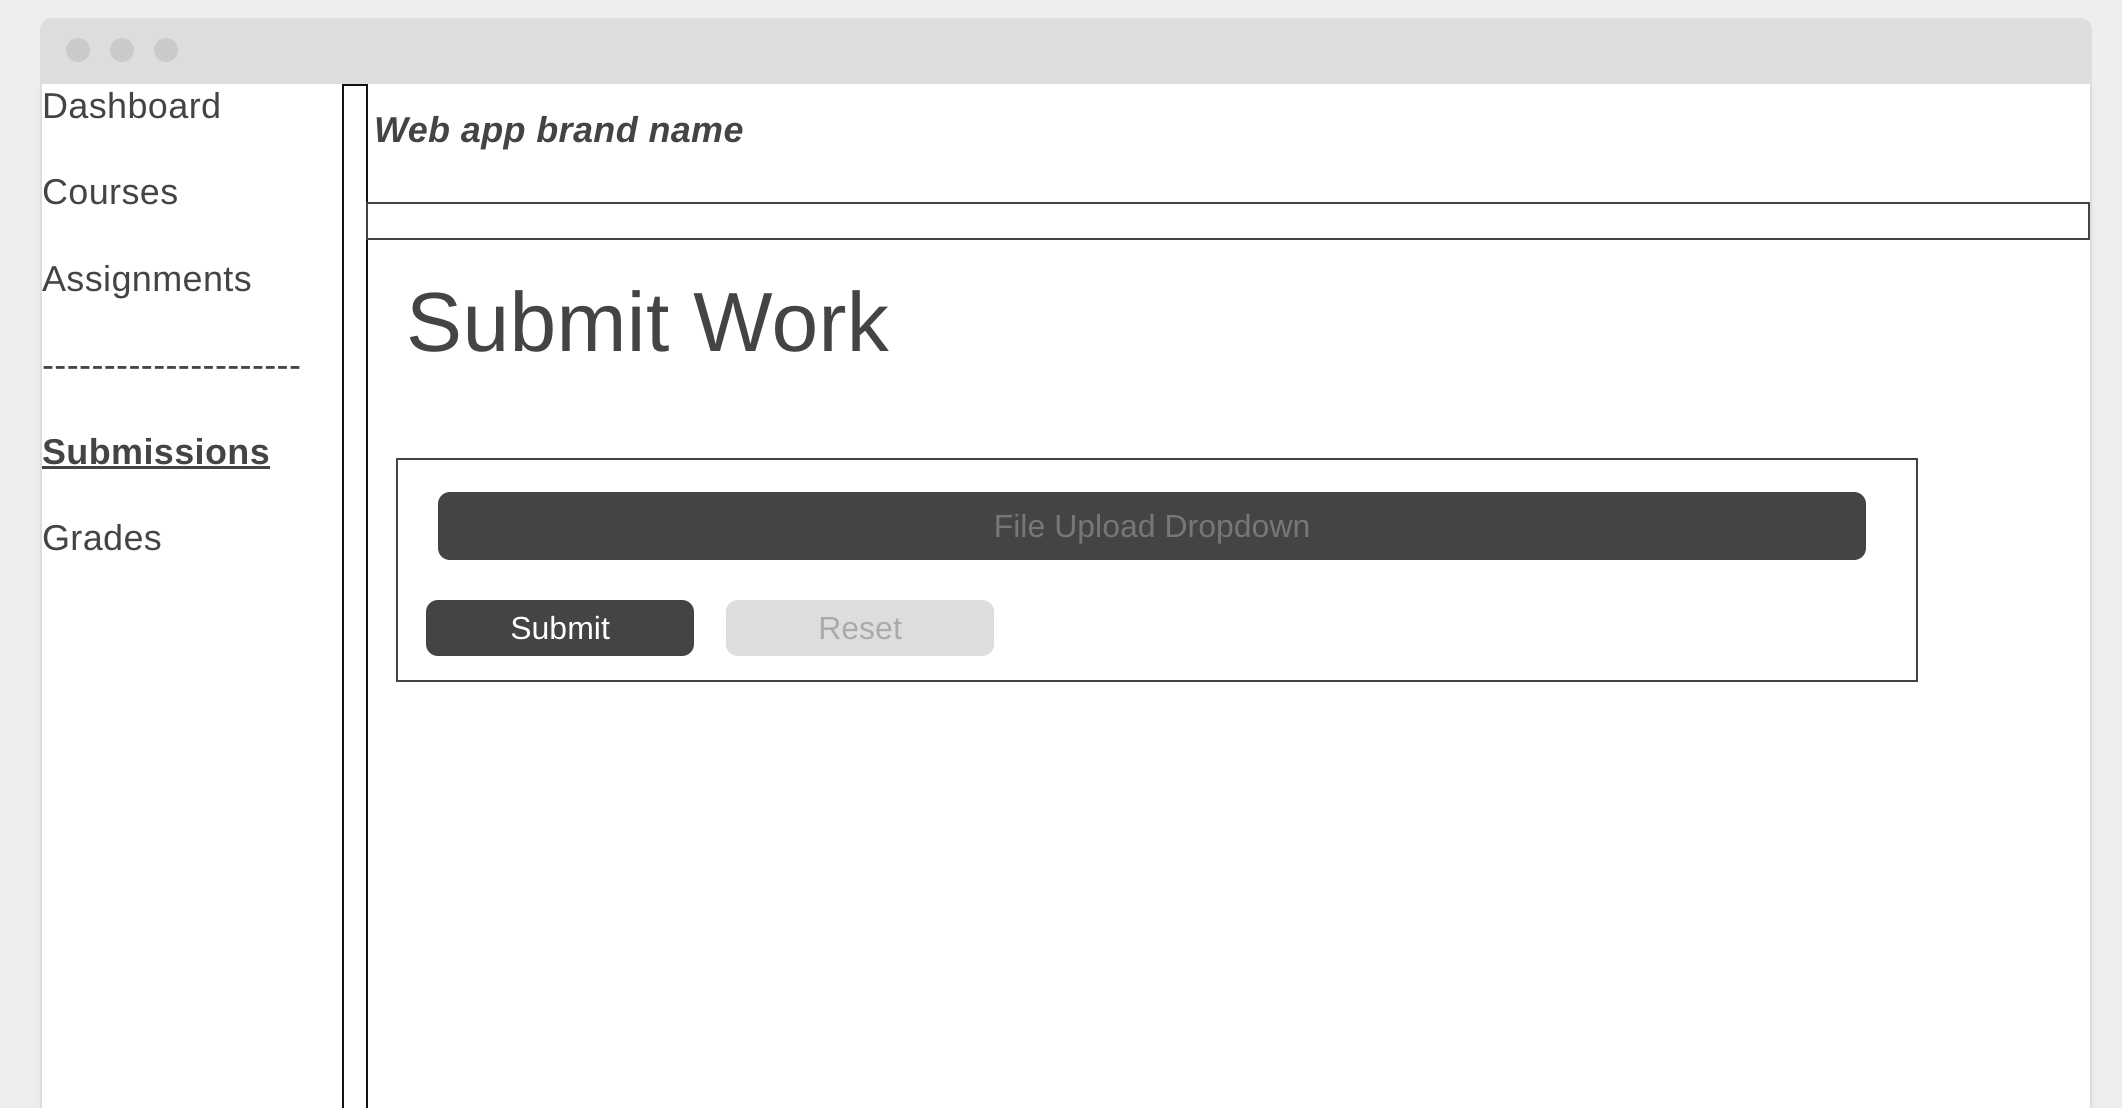 Dashboard
Courses
Assignments
---------------------
Submissions
Grades
Web app brand name
Submit Work
File Upload Dropdown
Submit
Reset